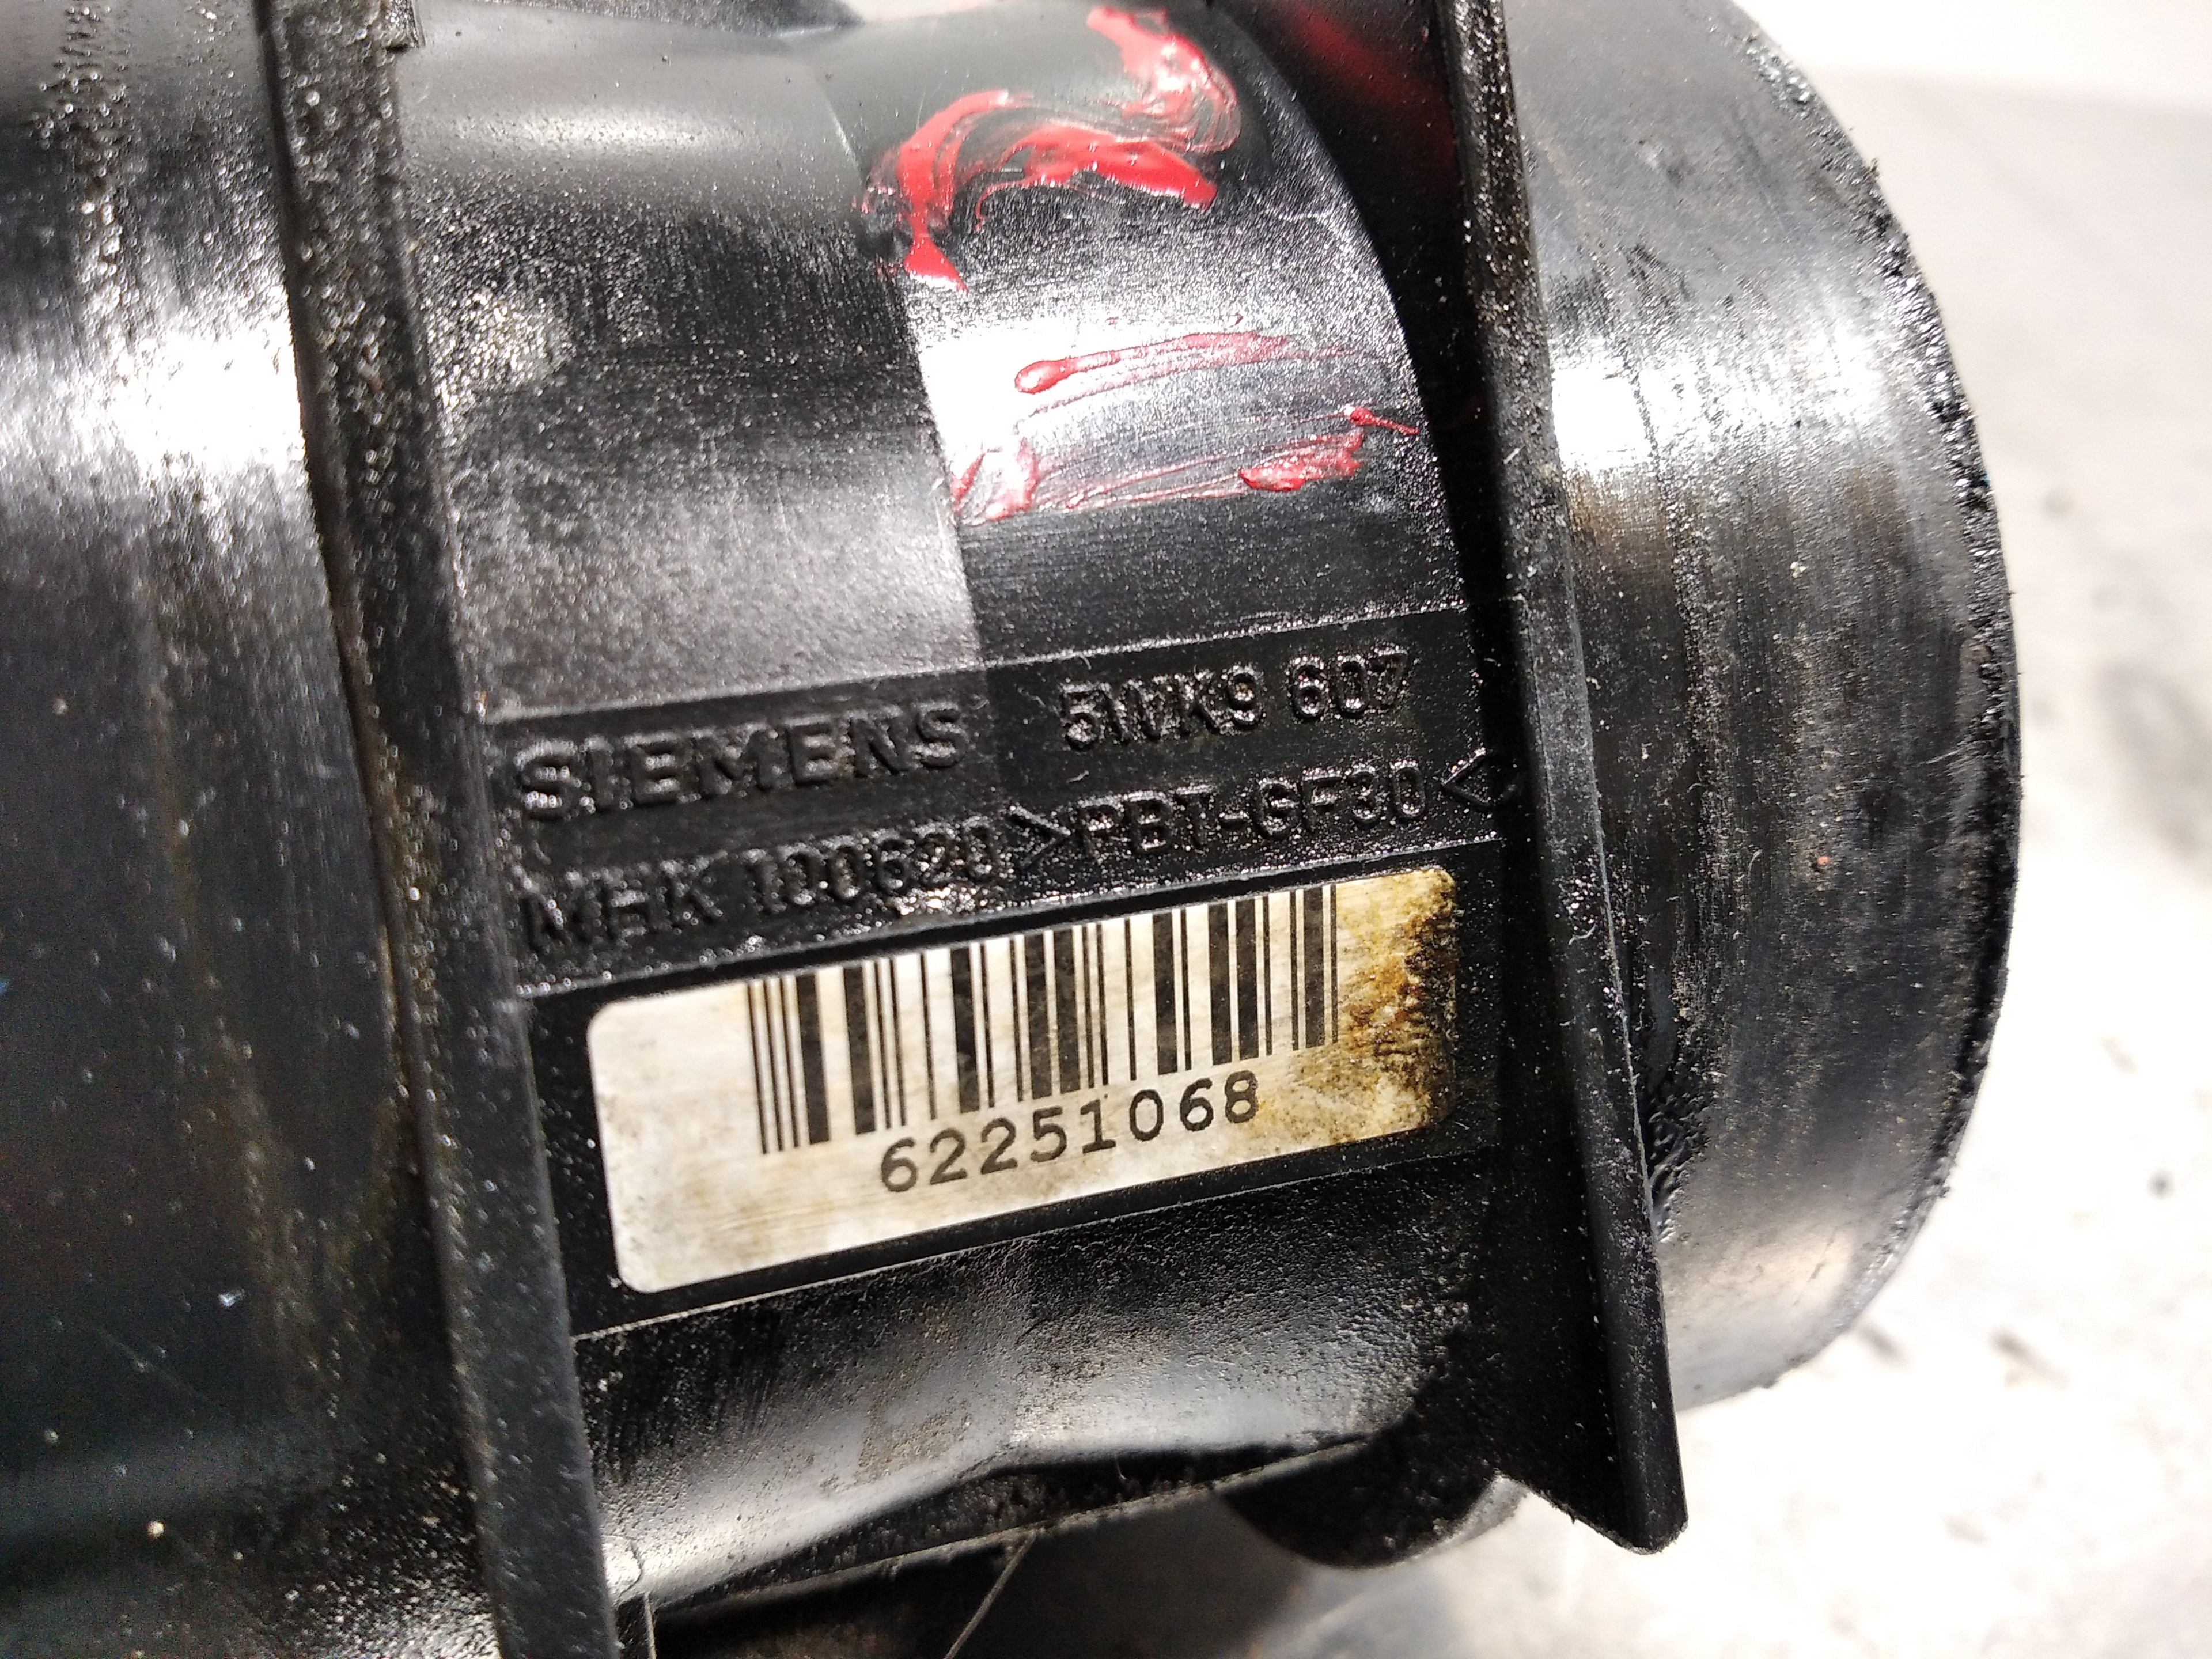 SIEMENS 5WK9 607
MHK 100620 >PBT-GF30<
62251068